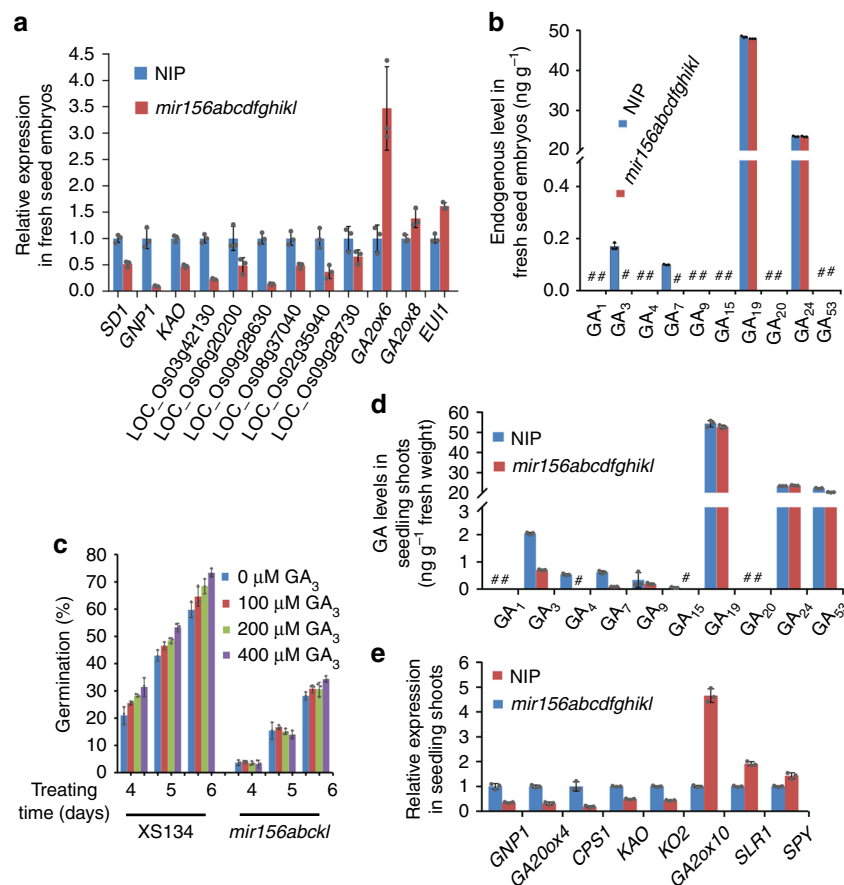 a
Relative expression
in fresh seed embryos
4.5
4.0
3.5
3.0
2.5
2.0
1.5
1.0
0.5
0.0
NIP
mir156abcdfghikl
SD1
GNP1
KAO
LOC_Os03g42130
LOC_Os06g20200
LOC_Os09g28630
LOC_Os08g37040
LOC_Os02g35940
LOC_Os09g28730
GA2ox6
GA2ox8
EUI1
b
Endogenous level in
fresh seed embryos (ng g⁻¹)
50
40
30
20
0.4
0.2
0.0
NIP
mir156abcdfghikl
## # ## # ## ## ## ##
GA₁
GA₃
GA₄
GA₇
GA₉
GA₁₅
GA₁₉
GA₂₀
GA₂₄
GA₅₃
c
Germination (%)
80
70
60
50
40
30
20
10
0
0 μM GA₃
100 μM GA₃
200 μM GA₃
400 μM GA₃
Treating
time (days)
4 5 6 4 5 6
XS134
mir156abckl
d
GA levels in
seedling shoots
(ng g⁻¹ fresh weight)
60
50
40
30
20
2
1
0
NIP
mir156abcdfghikl
## # # ##
GA₁
GA₃
GA₄
GA₇
GA₉
GA₁₅
GA₁₉
GA₂₀
GA₂₄
GA₅₃
e
Relative expression
in seedling shoots
6
5
4
3
2
1
0
NIP
mir156abcdfghikl
GNP1
GA20ox4
CPS1
KAO
KO2
GA2ox10
SLR1
SPY